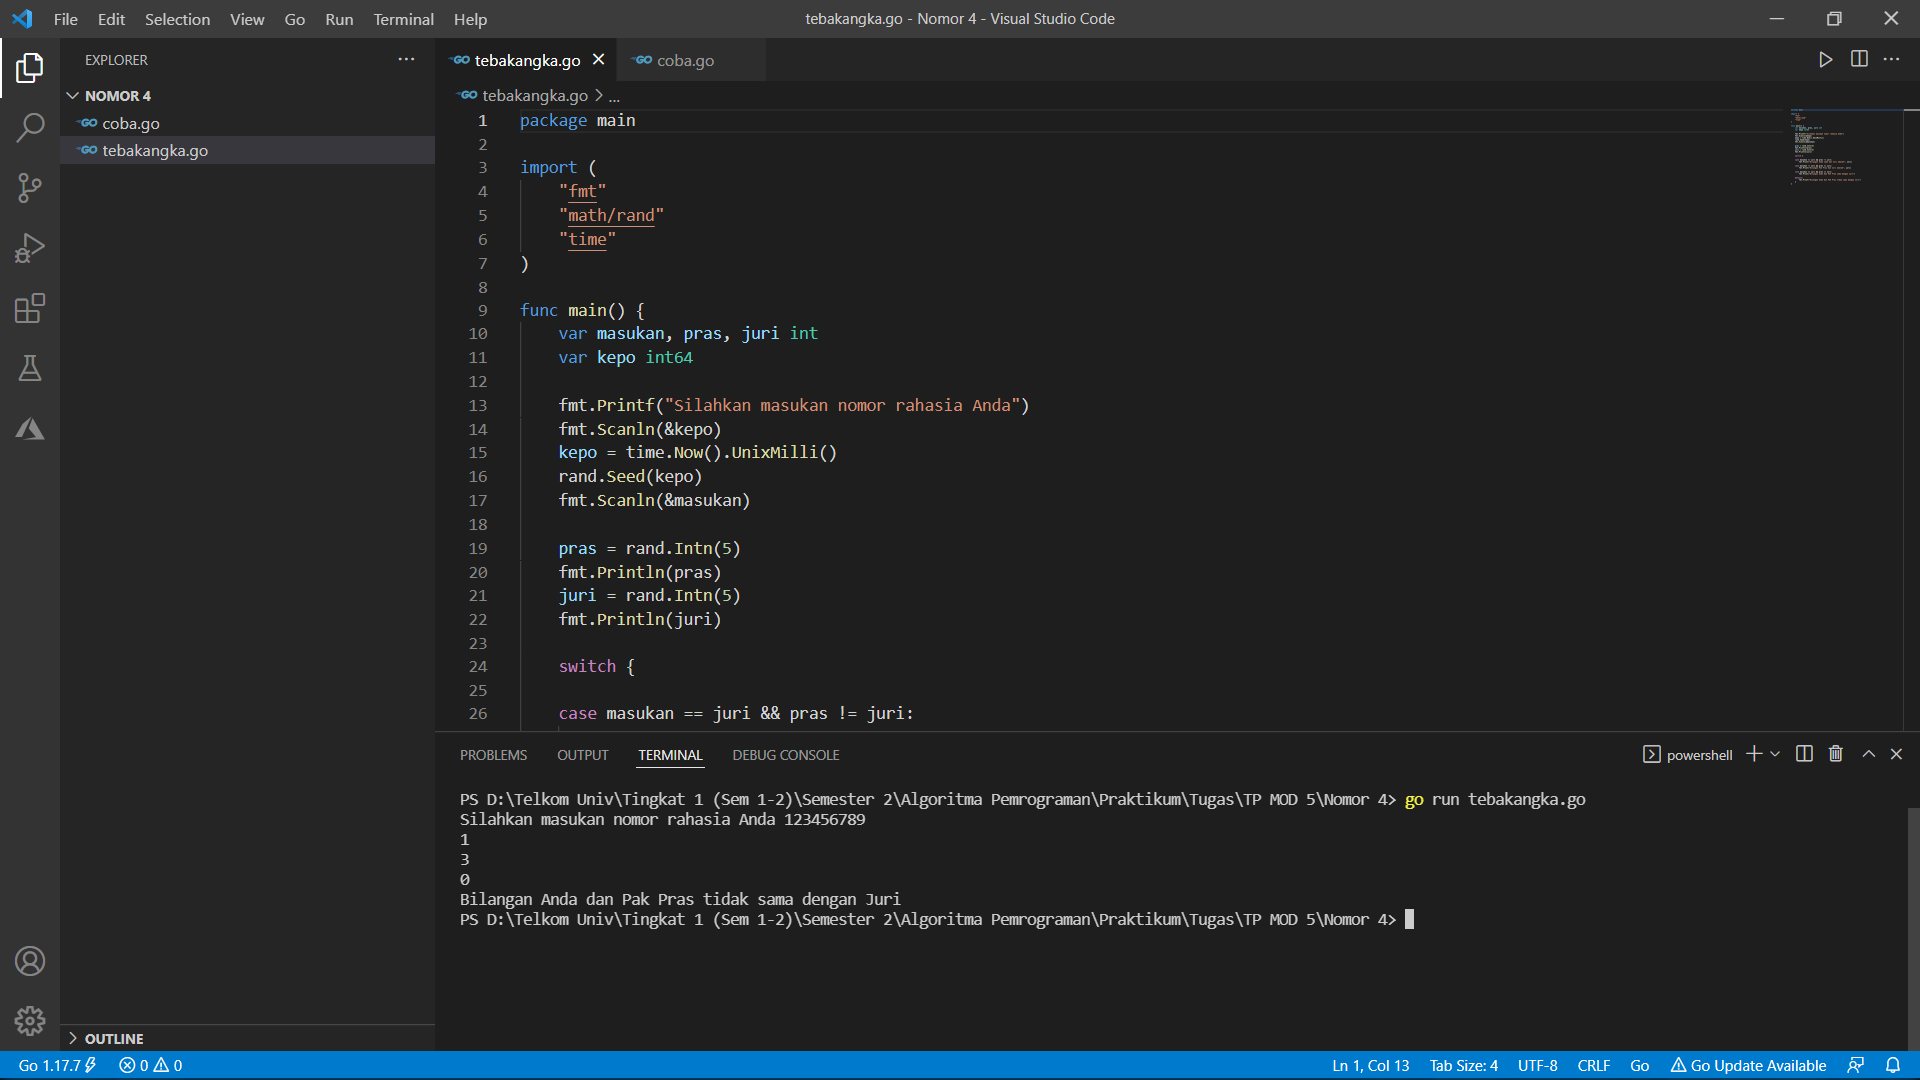 File Edit Selection View Go Run Terminal Help
tebakangka.go - Nomor 4 - Visual Studio Code
EXPLORER
NOMOR 4
GO coba.go
GO tebakangka.go
OUTLINE
GO tebakangka.go
GO coba.go
GO tebakangka.go > ...
1 package main
2
3 import (
4 "fmt"
5 "math/rand"
6 "time"
7 )
8
9 func main() {
10 var masukan, pras, juri int
11 var kepo int64
12
13 fmt.Printf("Silahkan masukan nomor rahasia Anda")
14 fmt.Scanln(&kepo)
15 kepo = time.Now().UnixMilli()
16 rand.Seed(kepo)
17 fmt.Scanln(&masukan)
18
19 pras = rand.Intn(5)
20 fmt.Println(pras)
21 juri = rand.Intn(5)
22 fmt.Println(juri)
23
24 switch {
25
26 case masukan == juri && pras != juri:
PROBLEMS OUTPUT TERMINAL DEBUG CONSOLE
powershell
PS D:\Telkom Univ\Tingkat 1 (Sem 1-2)\Semester 2\Algoritma Pemrograman\Praktikum\Tugas\TP MOD 5\Nomor 4> go run tebakangka.go
Silahkan masukan nomor rahasia Anda 123456789
1
3
0
Bilangan Anda dan Pak Pras tidak sama dengan Juri
PS D:\Telkom Univ\Tingkat 1 (Sem 1-2)\Semester 2\Algoritma Pemrograman\Praktikum\Tugas\TP MOD 5\Nomor 4>
Go 1.17.7 0 0 Ln 1, Col 13 Tab Size: 4 UTF-8 CRLF Go Go Update Available